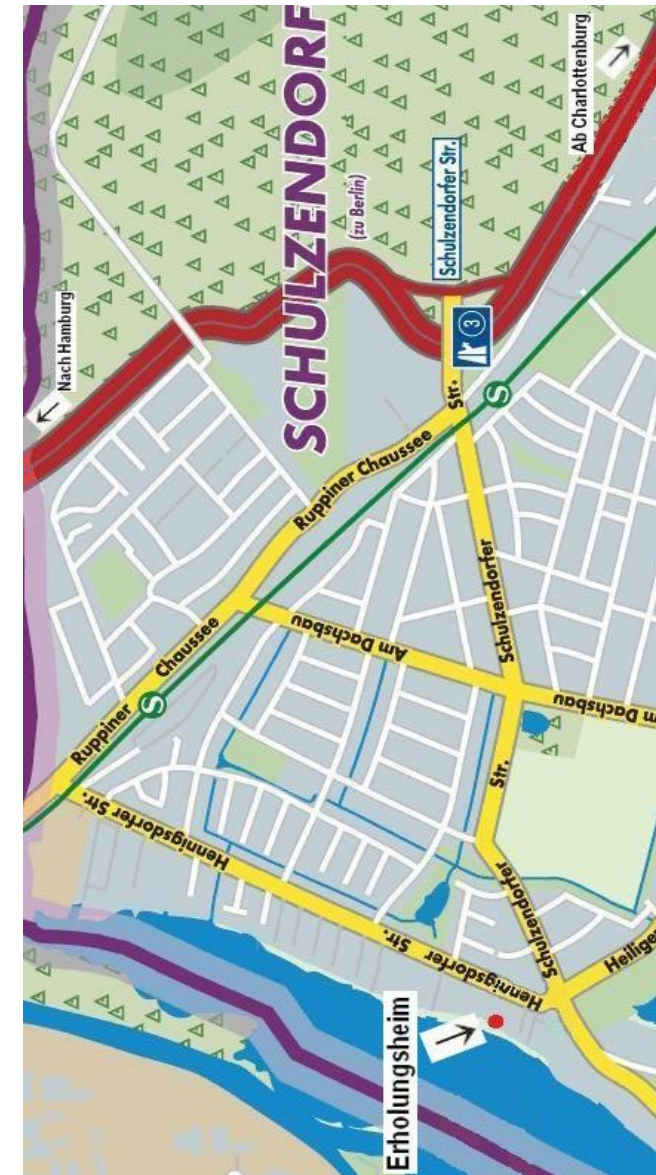 SCHULZENDORF
(zu Berlin)
Ab Charlottenburg
Nach Hamburg
Schulzendorfer Str.
3
Str.
S
Ruppiner Chaussee
Schulzendorfer
Am Dachsbau
Ruppiner Chaussee
S
m Dachsbau
Str.
Hennigsdorfer Str.
Schulzendorfer
Hennigsdorfer Str.
Heilige
Erholungsheim